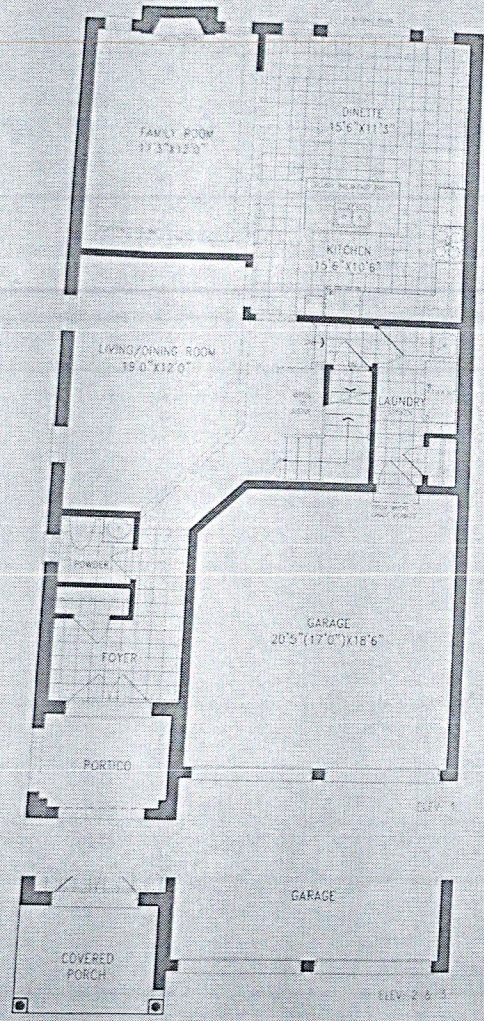 DINETTE
15'6"X11'3"
FAMILY ROOM
17'3"X12'0"
KITCHEN
15'6"X10'6"
LIVING/DINING ROOM
19'0"X12'0"
LAUNDRY
POWDER
GARAGE
20'5"(17'0")X18'6"
FOYER
PORTICO
ELEV. 1
GARAGE
COVERED
PORCH
ELEV. 2 & 3